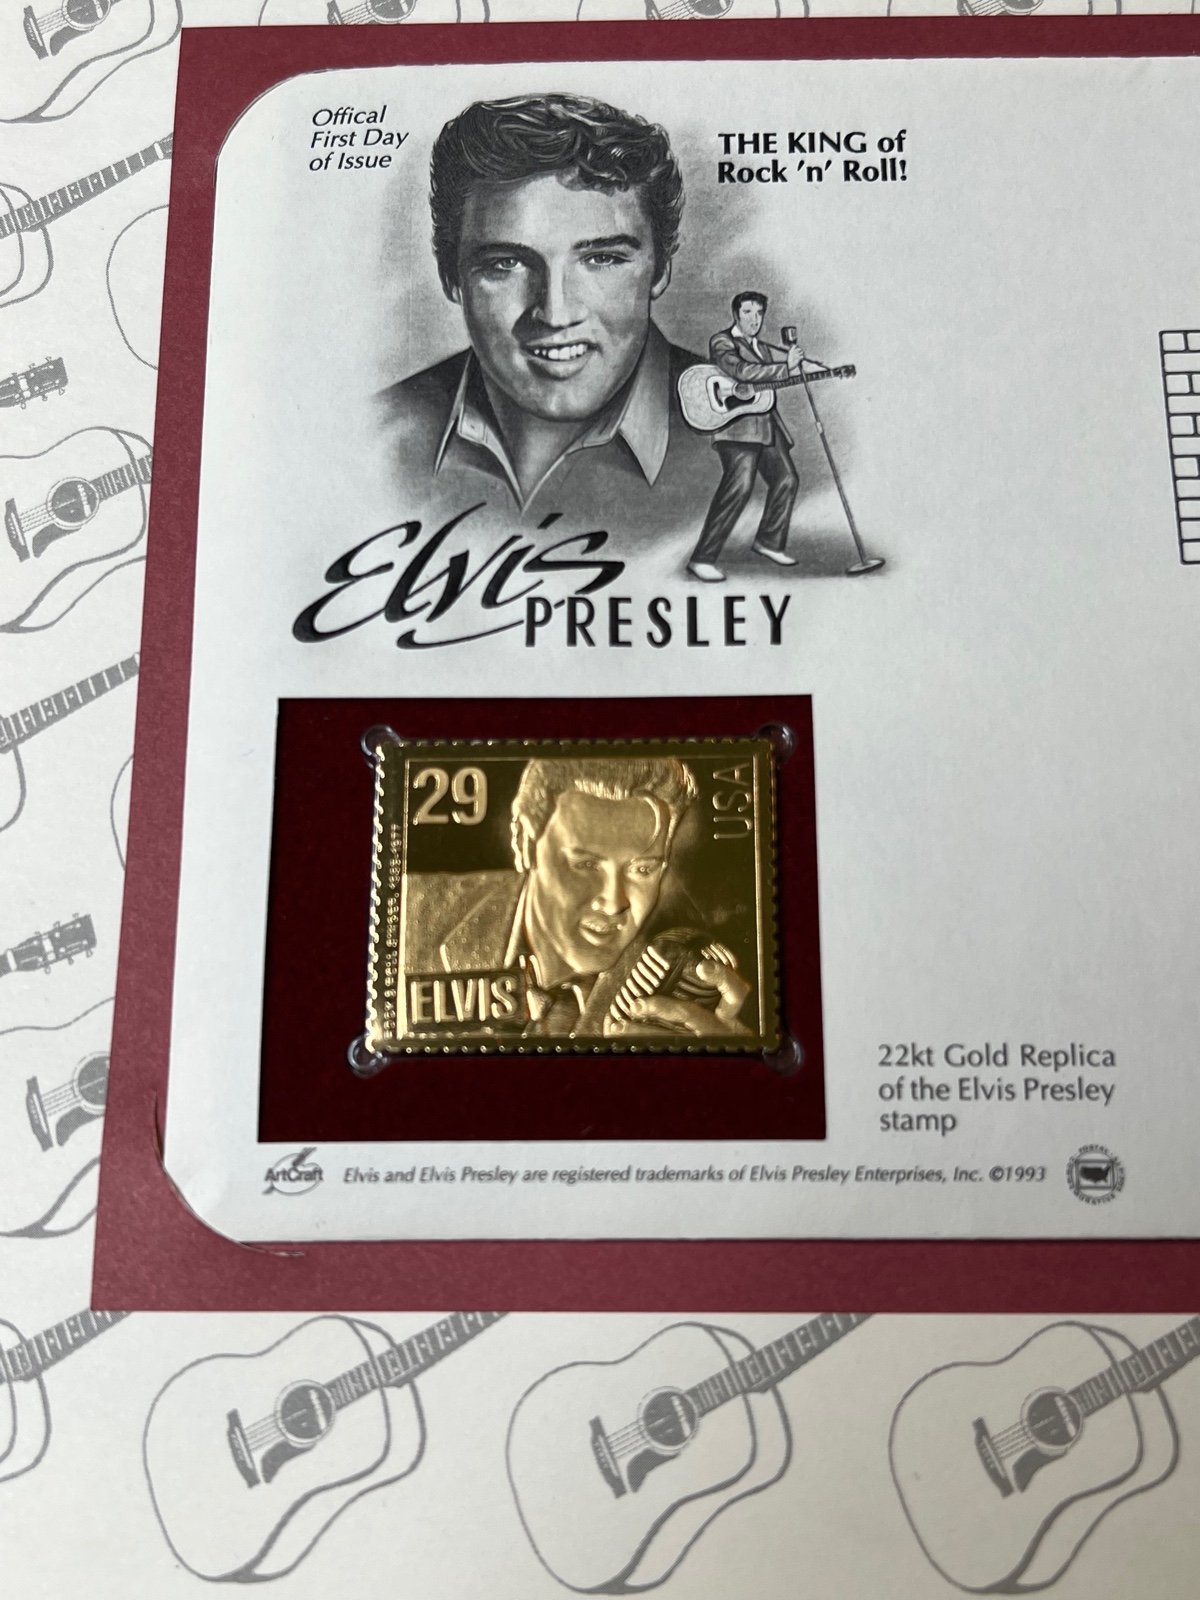 Offical
First Day
of Issue
THE KING of
Rock 'n' Roll!
Elvis
PRESLEY
29
USA
ELVIS
22kt Gold Replica
of the Elvis Presley
stamp
ArtCraft
Elvis and Elvis Presley are registered trademarks of Elvis Presley Enterprises, Inc. ©1993